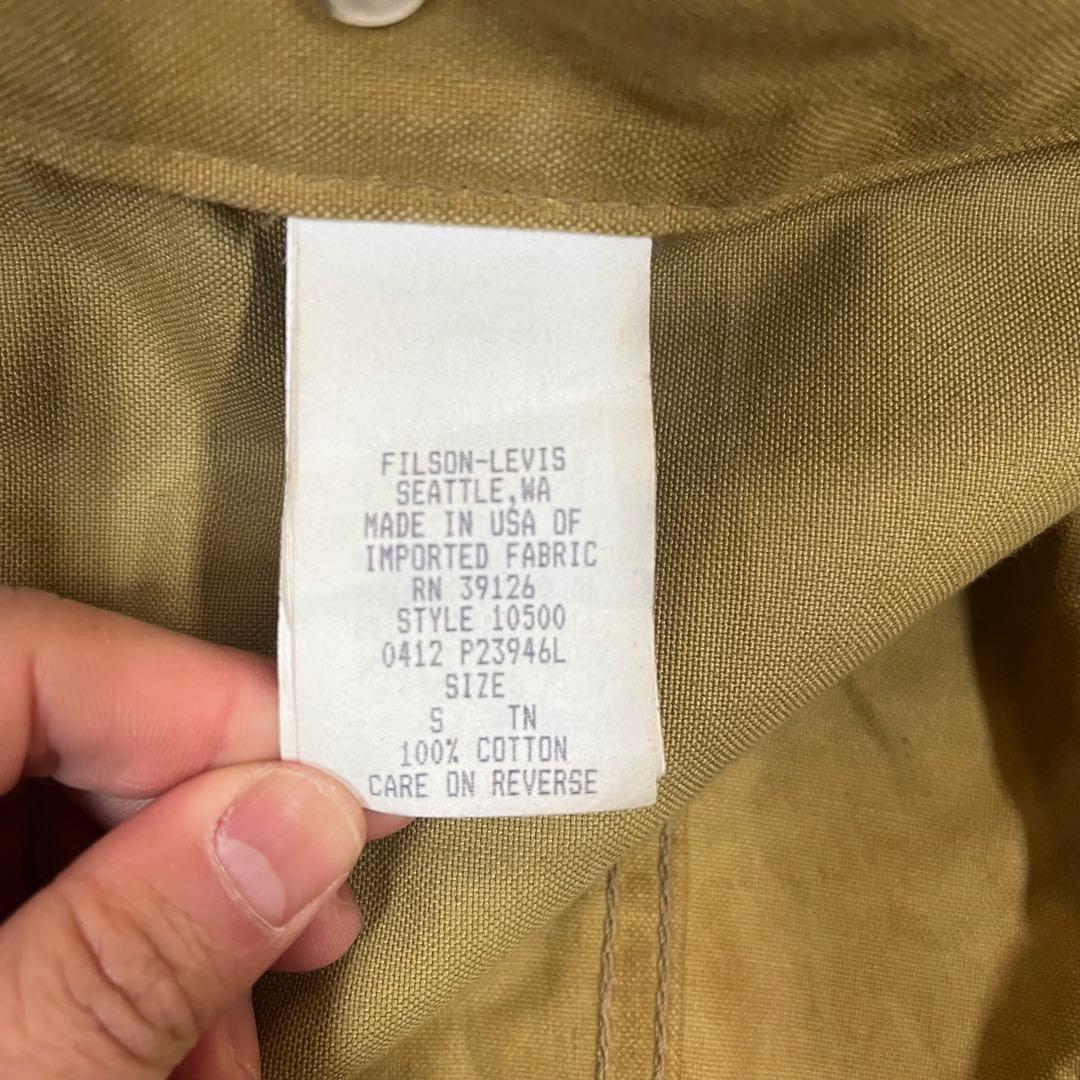 FILSON-LEVIS
SEATTLE,WA
MADE IN USA OF
IMPORTED FABRIC
RN 39126
STYLE 10500
0412 P23946L
SIZE
S TN
100% COTTON
CARE ON REVERSE